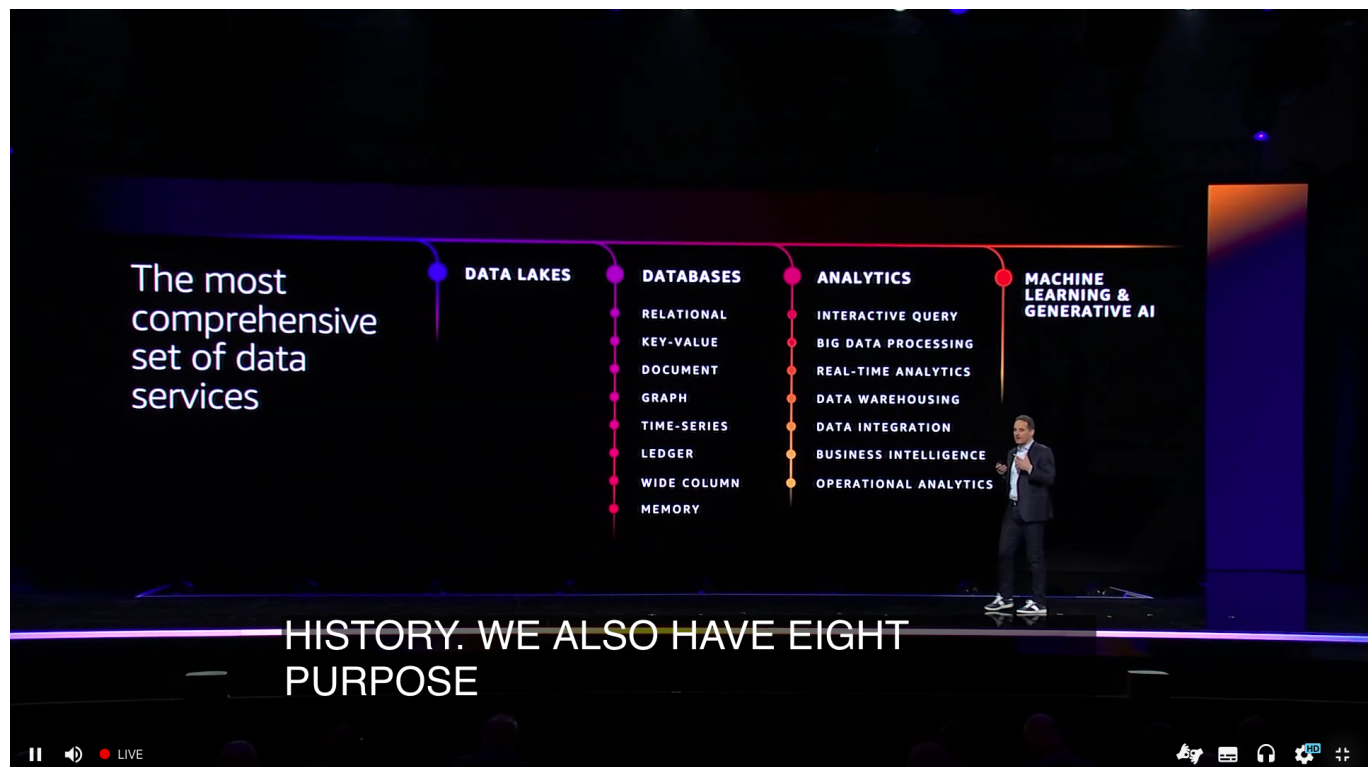 The most
comprehensive
set of data
services
DATA LAKES
DATABASES
RELATIONAL
KEY-VALUE
DOCUMENT
GRAPH
TIME-SERIES
LEDGER
WIDE COLUMN
MEMORY
ANALYTICS
INTERACTIVE QUERY
BIG DATA PROCESSING
REAL-TIME ANALYTICS
DATA WAREHOUSING
DATA INTEGRATION
BUSINESS INTELLIGENCE
OPERATIONAL ANALYTICS
MACHINE
LEARNING &
GENERATIVE AI
HISTORY. WE ALSO HAVE EIGHT
PURPOSE
LIVE
HD